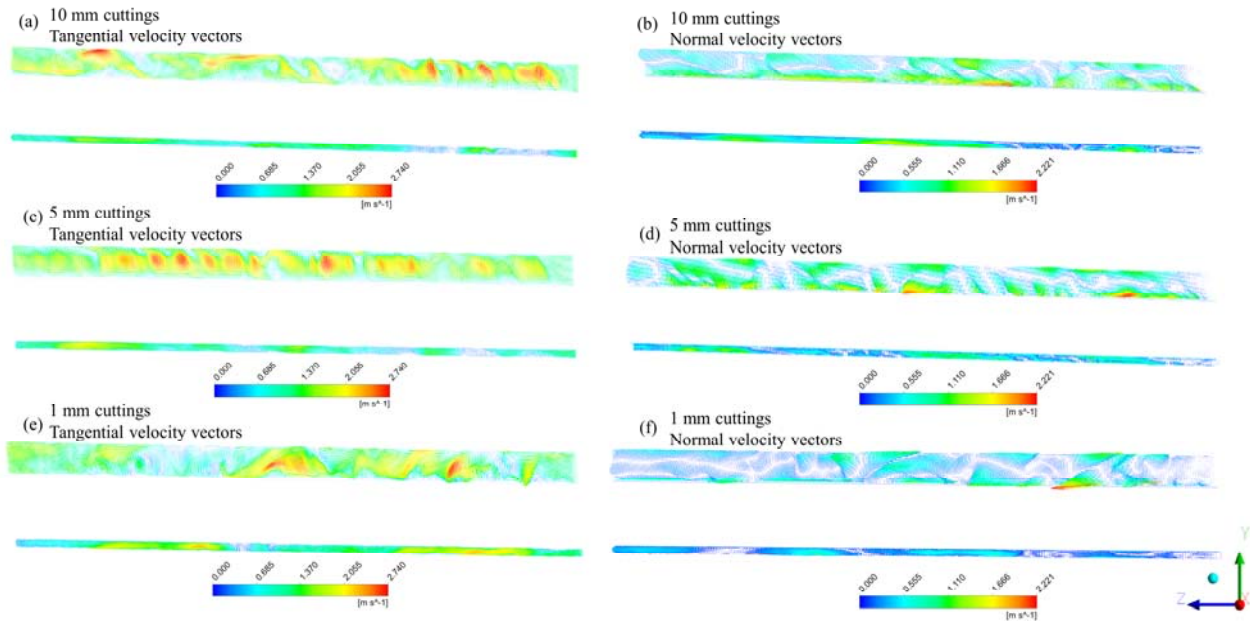 (a) 10 mm cuttings
Tangential velocity vectors
0.000 0.685 1.370 2.055 2.740
[m s^-1]
(b) 10 mm cuttings
Normal velocity vectors
0.000 0.555 1.110 1.666 2.221
[m s^-1]
(c) 5 mm cuttings
Tangential velocity vectors
0.000 0.686 1.370 2.056 2.740
[m s^-1]
(d) 5 mm cuttings
Normal velocity vectors
0.000 0.555 1.110 1.666 2.221
[m s^-1]
(e) 1 mm cuttings
Tangential velocity vectors
0.000 0.685 1.370 2.055 2.740
[m s^-1]
(f) 1 mm cuttings
Normal velocity vectors
0.000 0.555 1.110 1.666 2.221
[m s^-1]
Y
Z X